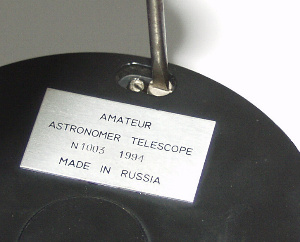 AMATEUR
ASTRONOMER TELESCOPE
N1003 1994
MADE IN RUSSIA